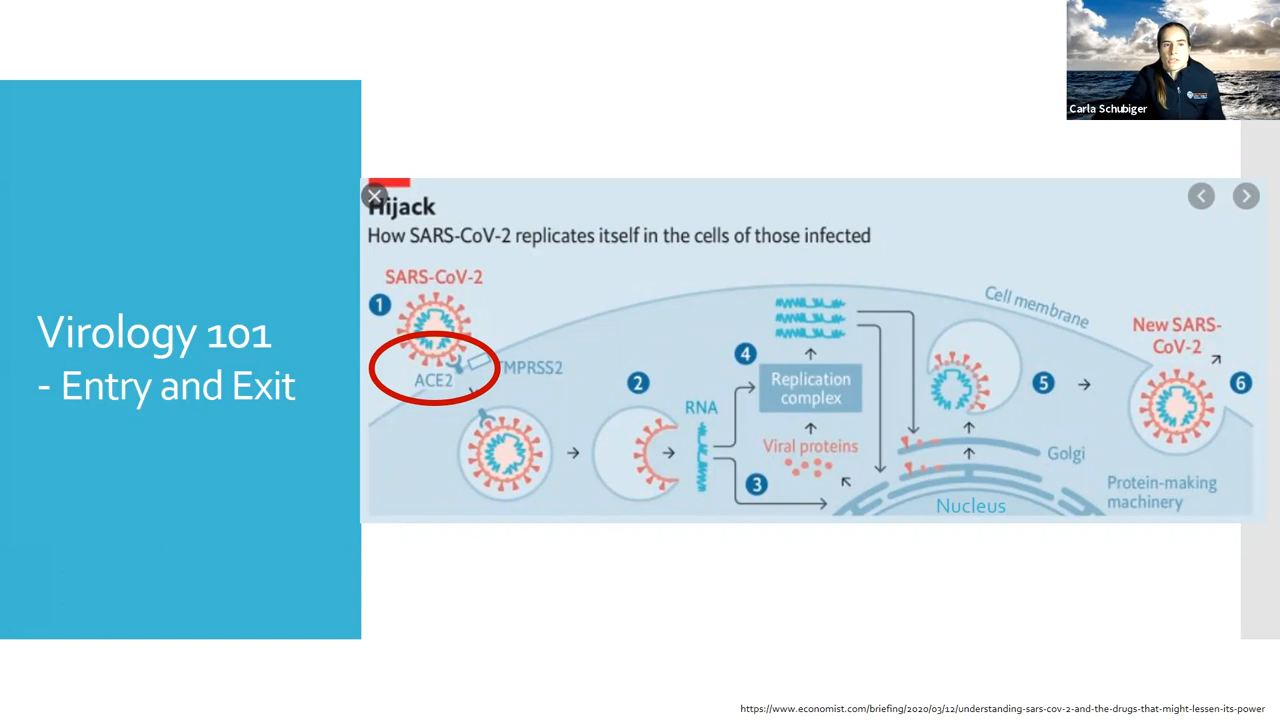 Carla Schubiger
Virology 101
- Entry and Exit
Hijack
How SARS-CoV-2 replicates itself in the cells of those infected
SARS-CoV-2
1
ACE2
TMPRSS2
2
RNA
3
4
Replication
complex
Viral proteins
Cell membrane
Golgi
Nucleus
Protein-making
machinery
5
New SARS-
CoV-2
6
https://www.economist.com/briefing/2020/03/12/understanding-sars-cov-2-and-the-drugs-that-might-lessen-its-power